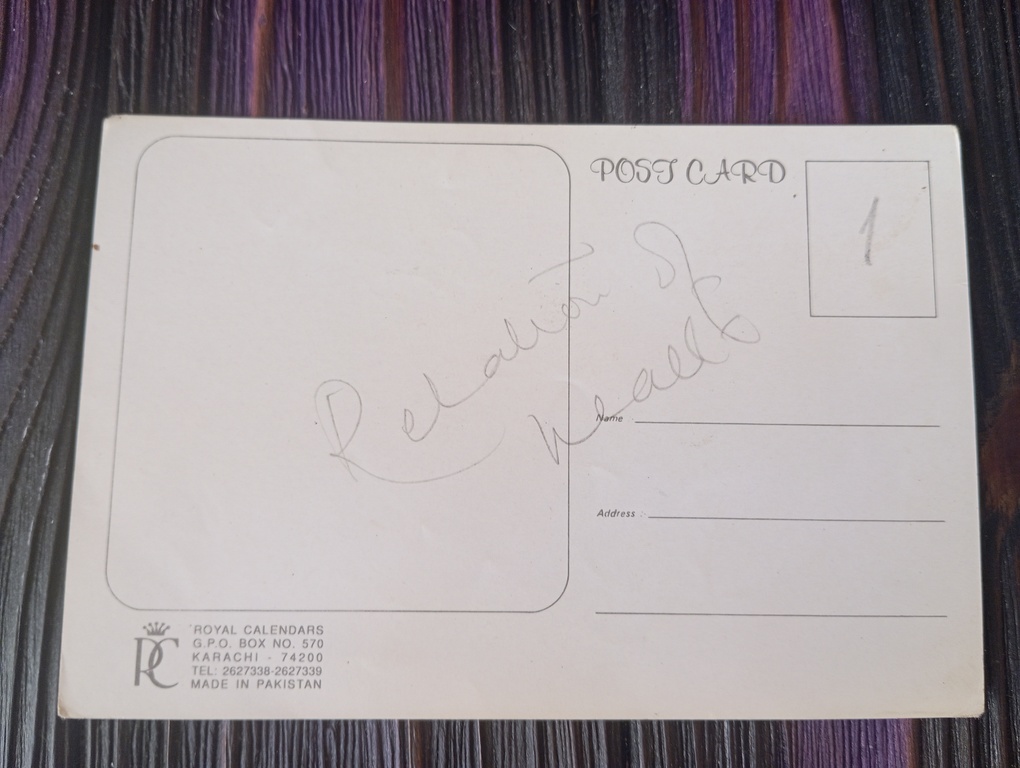 POST CARD
1
Relation of
Name
Address :
ROYAL CALENDARS
G.P.O. BOX NO. 570
KARACHI - 74200
TEL: 2627338-2627339
MADE IN PAKISTAN
RC